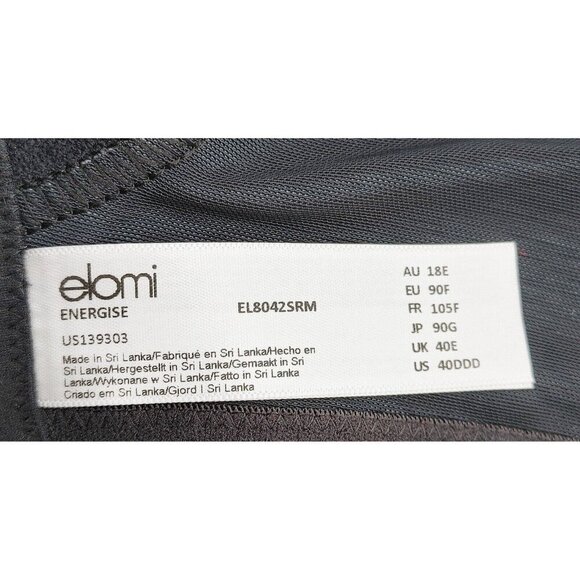 elomi
ENERGISE
EL8042SRM
US139303
Made in Sri Lanka/Fabriqué en Sri Lanka/Hecho en
Sri Lanka/Hergestellt in Sri Lanka/Gemaakt in Sri
Lanka/Wykonane w Sri Lanka/Fatto in Sri Lanka
Criado em Sri Lanka/Gjord I Sri Lanka
AU 18E
EU 90F
FR 105F
JP 90G
UK 40E
US 40DDD